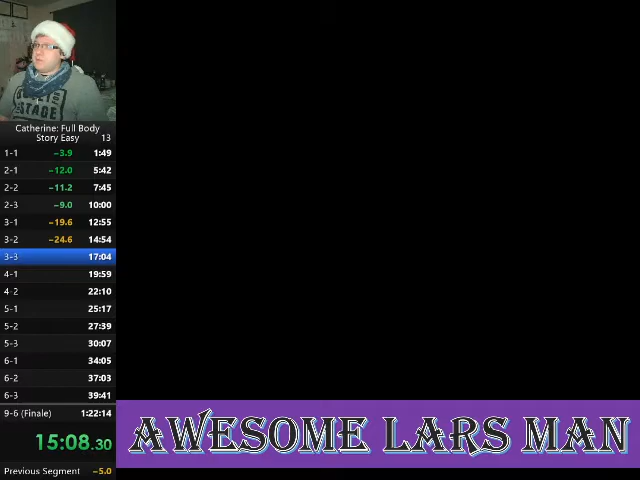 Catherine: Full Body
Story Easy 13
1-1 −3.9 1:49
2-1 −12.0 5:42
2-2 −11.2 7:45
2-3 −9.0 10:00
3-1 −19.6 12:55
3-2 −24.6 14:54
3-3 17:04
4-1 19:59
4-2 22:10
5-1 25:17
5-2 27:39
5-3 30:07
6-1 34:05
6-2 37:03
6-3 39:41
9-6 (Finale) 1:22:14
15:08.30
Previous Segment −5.0
AWESOME LARS MAN